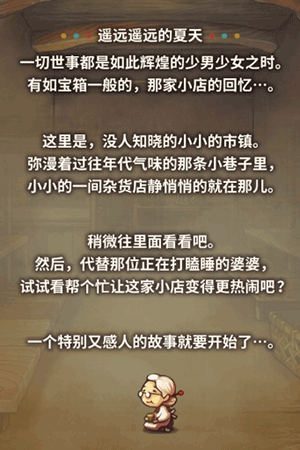 遥远遥远的夏天
一切世事都是如此辉煌的少男少女之时。
有如宝箱一般的，那家小店的回忆…。
这里是，没人知晓的小小的市镇。
弥漫着过往年代气味的那条小巷子里，
小小的一间杂货店静悄悄的就在那儿。
稍微往里面看看吧。
然后，代替那位正在打瞌睡的婆婆，
试试看帮个忙让这家小店变得更热闹吧？
一个特别又感人的故事就要开始了…。